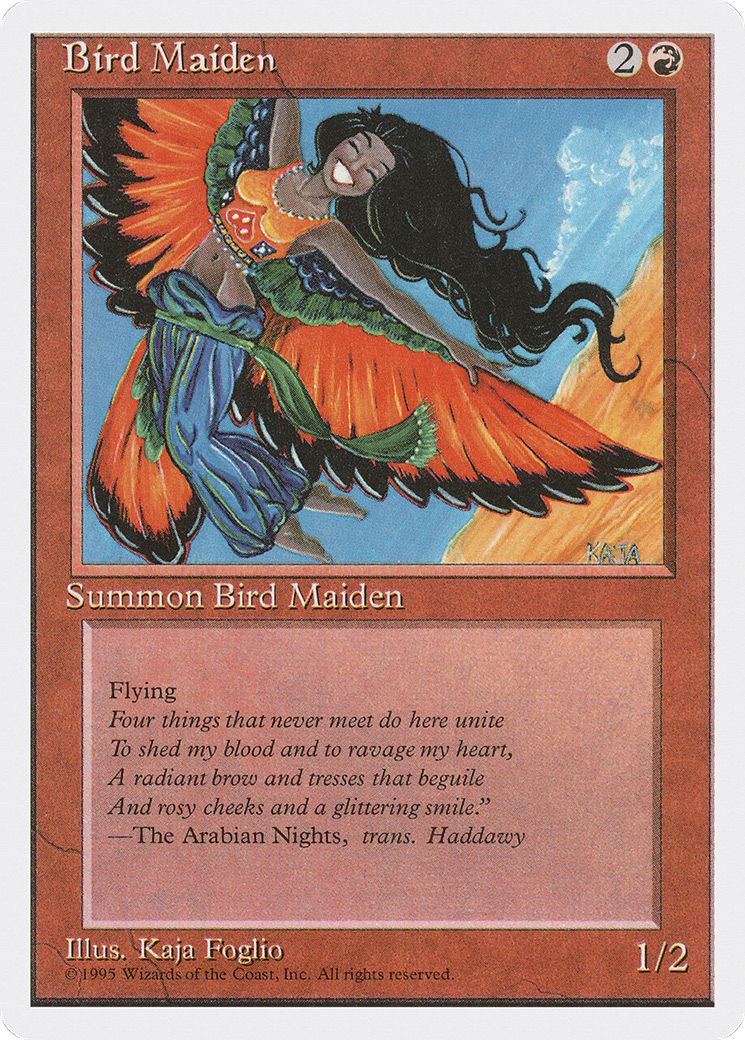 Bird Maiden
2
KAJA
Summon Bird Maiden
Flying
Four things that never meet do here unite
To shed my blood and to ravage my heart,
A radiant brow and tresses that beguile
And rosy cheeks and a glittering smile.”
—The Arabian Nights, trans. Haddawy
Illus. Kaja Foglio
1/2
©1995 Wizards of the Coast, Inc. All rights reserved.